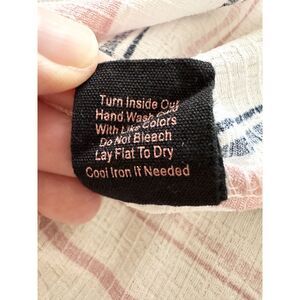 Turn Inside Out
Hand Wash Cold
With Like Colors
Do Not Bleach
Lay Flat To Dry
Cool Iron If Needed